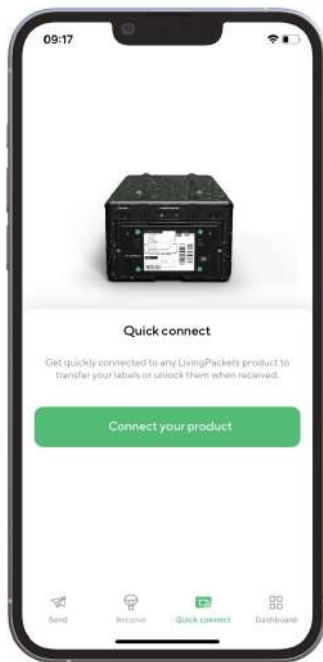 09:17
Quick connect
Get quickly connected to any LivingPackets product to
transfer your labels or unlock them when received.
Connect your product
Send
Receive
Quick connect
Dashboard